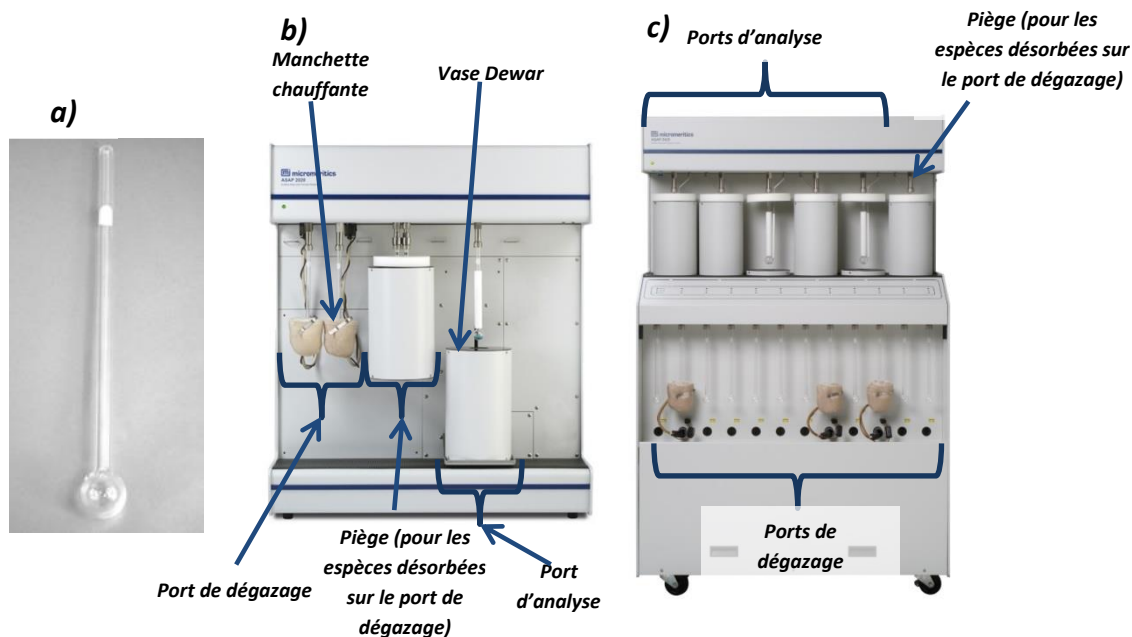 a)
b)
Manchette
chauffante
Vase Dewar
c)
Ports d'analyse
Piège (pour les
espèces désorbées sur
le port de dégazage)
micromeritics
ASAP 2020
micromeritics
Port de dégazage
Piège (pour les
espèces désorbées
sur le port de
dégazage)
Port
d'analyse
Ports de
dégazage